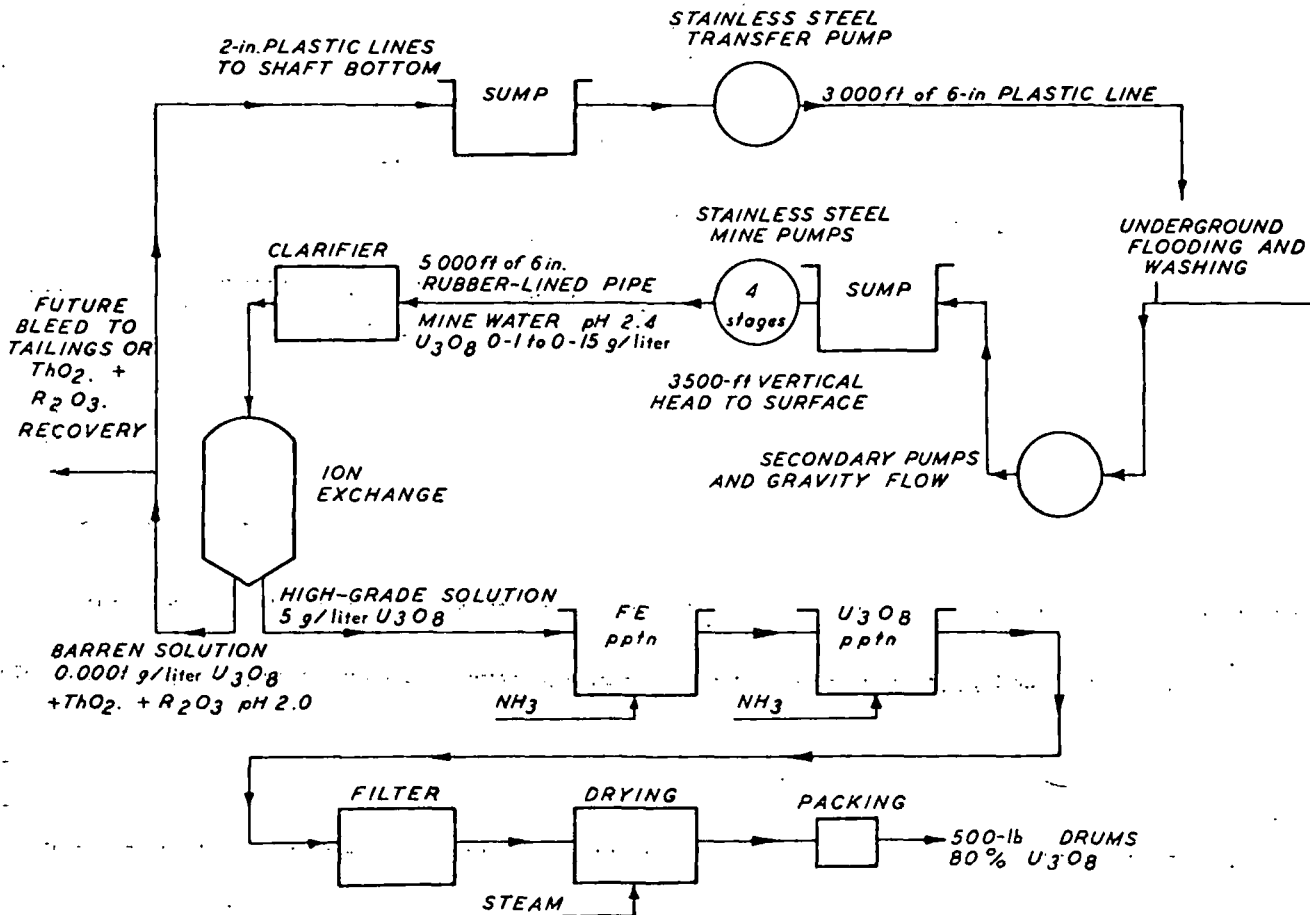 STAINLESS STEEL
TRANSFER PUMP
2-in. PLASTIC LINES
TO SHAFT BOTTOM
SUMP
3000 ft of 6-in PLASTIC LINE
STAINLESS STEEL
MINE PUMPS
UNDERGROUND
FLOODING AND
WASHING
CLARIFIER
5000 ft of 6 in.
RUBBER-LINED PIPE
4
stages
SUMP
MINE WATER pH 2.4
U3O8 0-1 to 0-15 g/liter
FUTURE
BLEED TO
TAILINGS OR
ThO2. +
R2O3.
RECOVERY
3500-ft VERTICAL
HEAD TO SURFACE
SECONDARY PUMPS
AND GRAVITY FLOW
ION
EXCHANGE
HIGH-GRADE SOLUTION
5 g/liter U3O8
FE
pptn
U3O8
pptn
BARREN SOLUTION
0.0001 g/liter U3O8
+ThO2. + R2O3 pH 2.0
NH3
NH3
FILTER
DRYING
PACKING
500-lb DRUMS
80% U3O8
STEAM